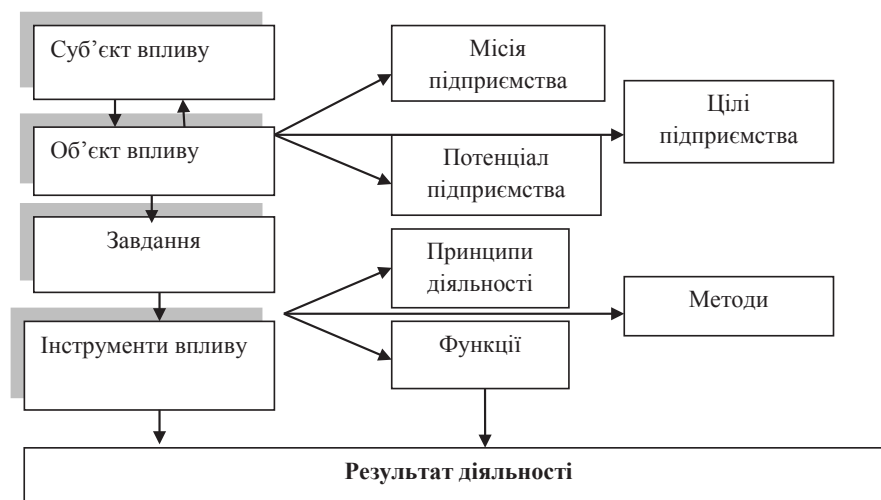 Суб’єкт впливу
Місія
підприємства
Цілі
підприємства
Об’єкт впливу
Потенціал
підприємства
Завдання
Принципи
діяльності
Методи
Інструменти впливу
Функції
Результат діяльності